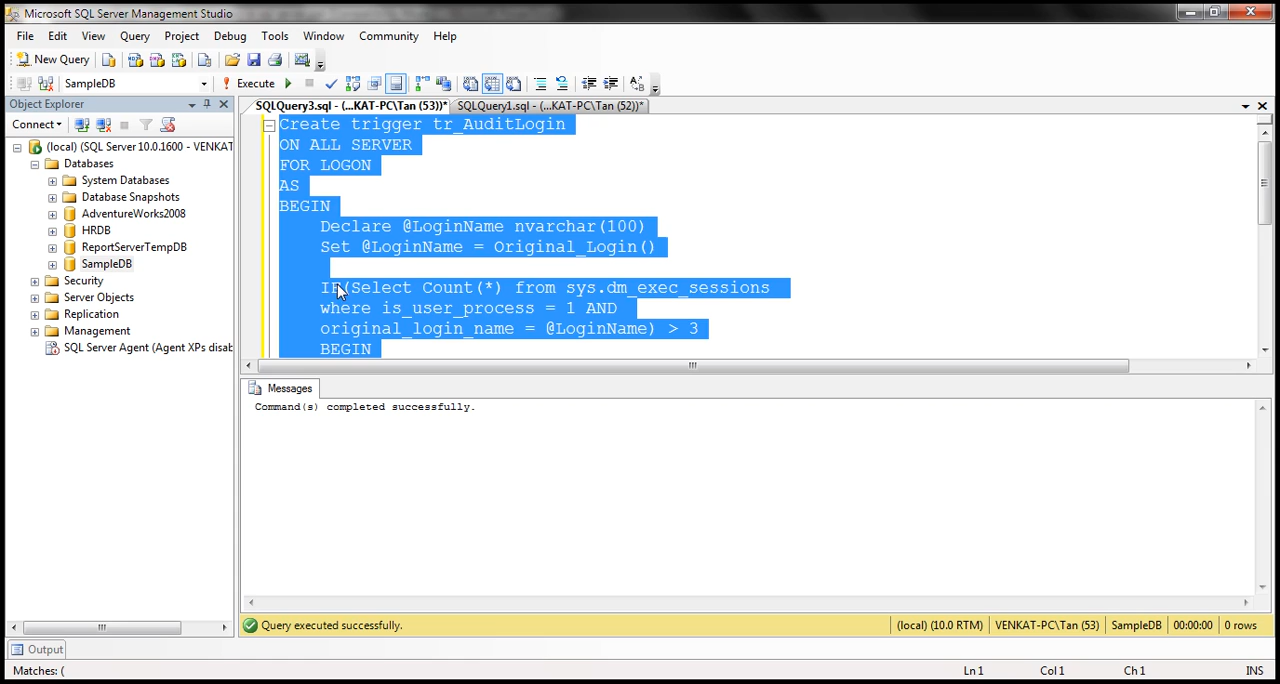 Microsoft SQL Server Management Studio
File Edit View Query Project Debug Tools Window Community Help
New Query
SampleDB Execute
Object Explorer
SQLQuery3.sql - (...KAT-PC\Tan (53))* SQLQuery1.sql - (...KAT-PC\Tan (52))*
Connect
(local) (SQL Server 10.0.1600 - VENKAT
Databases
System Databases
Database Snapshots
AdventureWorks2008
HRDB
ReportServerTempDB
SampleDB
Security
Server Objects
Replication
Management
SQL Server Agent (Agent XPs disab
Create trigger tr_AuditLogin
ON ALL SERVER
FOR LOGON
AS
BEGIN
Declare @LoginName nvarchar(100)
Set @LoginName = Original_Login()
IF(Select Count(*) from sys.dm_exec_sessions
where is_user_process = 1 AND
original_login_name = @LoginName) > 3
BEGIN
Messages
Command(s) completed successfully.
Query executed successfully. (local) (10.0 RTM) VENKAT-PC\Tan (53) SampleDB 00:00:00 0 rows
Output
Matches: ( Ln 1 Col 1 Ch 1 INS